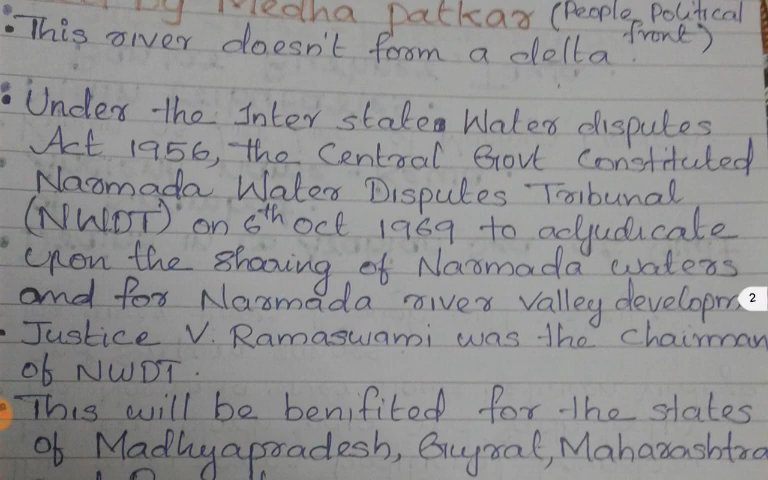 by Medha Patkar (People, Political
front)
This river doesn't form a delta.
Under the Inter states Water disputes
Act 1956, the Central Govt Constituted
Narmada Water Disputes Tribunal
(NWDT) on 6th Oct 1969 to adjudicate
upon the sharing of Narmada waters
and for Narmada river valley developm
2
Justice V. Ramaswami was the Chairman
of NWDT.
This will be benifited for the states
of Madhyapradesh, Gujrat, Maharashtra